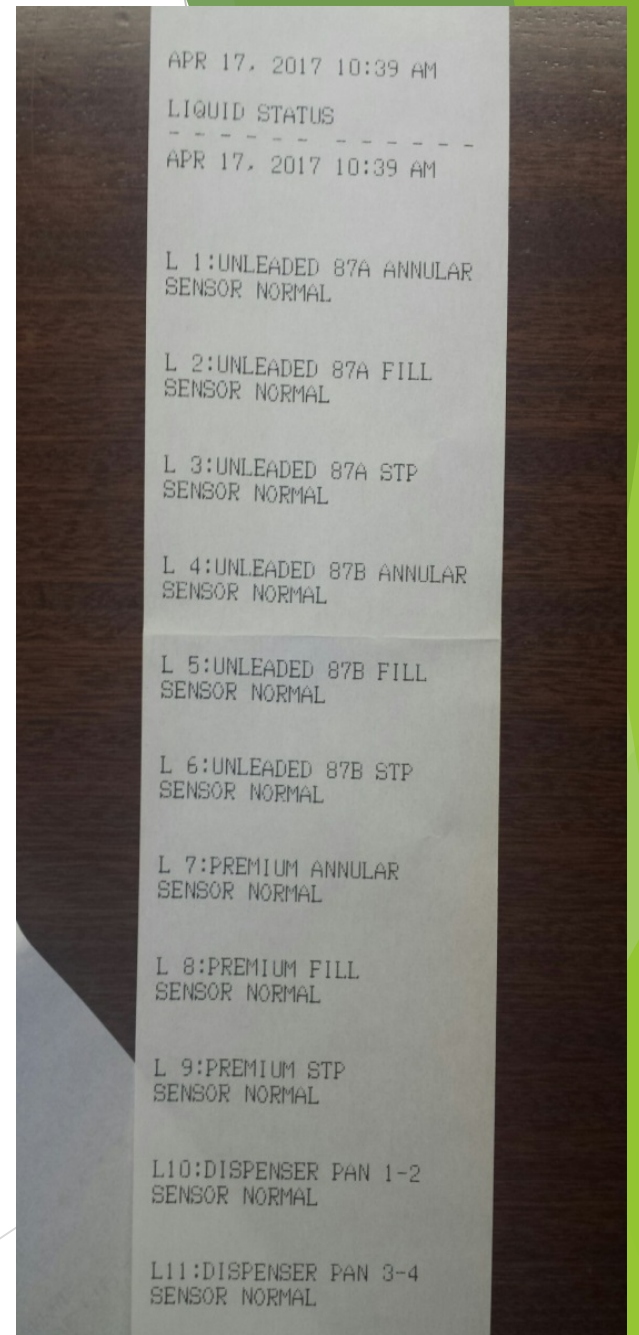 APR 17, 2017 10:39 AM
LIQUID STATUS
- - - - - - - - - - - -
APR 17, 2017 10:39 AM
L 1:UNLEADED 87A ANNULAR
SENSOR NORMAL
L 2:UNLEADED 87A FILL
SENSOR NORMAL
L 3:UNLEADED 87A STP
SENSOR NORMAL
L 4:UNLEADED 87B ANNULAR
SENSOR NORMAL
L 5:UNLEADED 87B FILL
SENSOR NORMAL
L 6:UNLEADED 87B STP
SENSOR NORMAL
L 7:PREMIUM ANNULAR
SENSOR NORMAL
L 8:PREMIUM FILL
SENSOR NORMAL
L 9:PREMIUM STP
SENSOR NORMAL
L10:DISPENSER PAN 1-2
SENSOR NORMAL
L11:DISPENSER PAN 3-4
SENSOR NORMAL